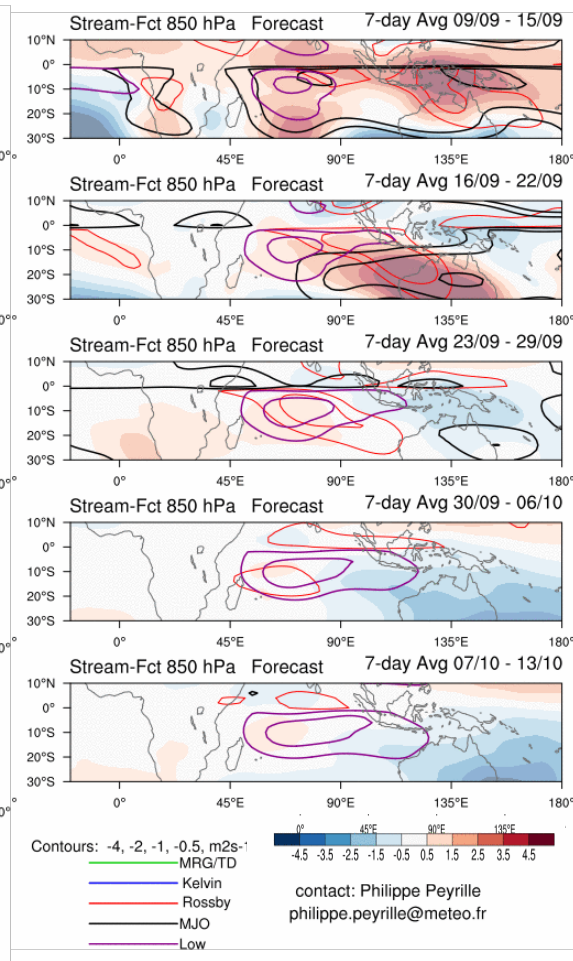 Stream-Fct 850 hPa Forecast 7-day Avg 09/09 - 15/09
10°N
0°
10°S
20°S
30°S
0° 45°E 90°E 135°E 180°
Stream-Fct 850 hPa Forecast 7-day Avg 16/09 - 22/09
10°N
0°
10°S
20°S
30°S
0° 45°E 90°E 135°E 180°
Stream-Fct 850 hPa Forecast 7-day Avg 23/09 - 29/09
10°N
0°
10°S
20°S
30°S
0° 45°E 90°E 135°E 180°
Stream-Fct 850 hPa Forecast 7-day Avg 30/09 - 06/10
10°N
0°
10°S
20°S
30°S
0° 45°E 90°E 135°E 180°
Stream-Fct 850 hPa Forecast 7-day Avg 07/10 - 13/10
10°N
0°
10°S
20°S
30°S
0° 45°E 90°E 135°E 180°
Contours: -4, -2, -1, -0.5, m2s-1
MRG/TD
Kelvin
Rossby
MJO
Low
-4.5 -3.5 -2.5 -1.5 -0.5 0.5 1.5 2.5 3.5 4.5
contact: Philippe Peyrille
philippe.peyrille@meteo.fr